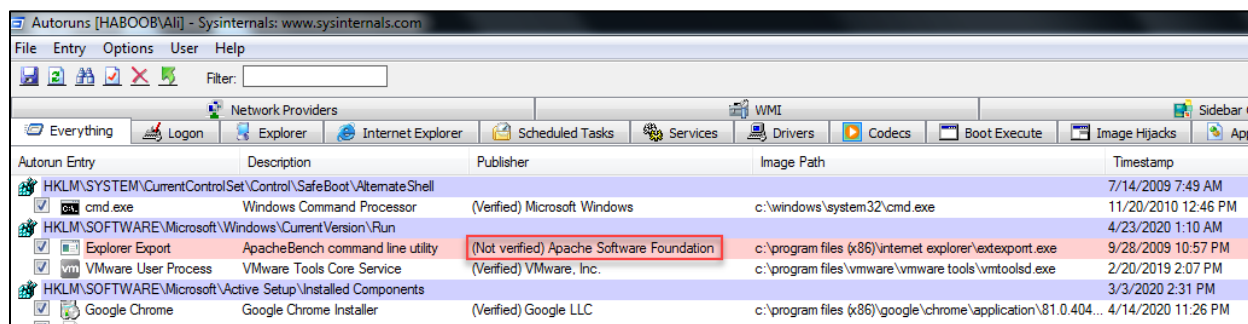 Autoruns [HABOOB\Ali] - Sysinternals: www.sysinternals.com
File Entry Options User Help
Filter:
Network Providers WMI Sidebar
Everything Logon Explorer Internet Explorer Scheduled Tasks Services Drivers Codecs Boot Execute Image Hijacks
Autorun Entry Description Publisher Image Path Timestamp
HKLM\SYSTEM\CurrentControlSet\Control\SafeBoot\AlternateShell 7/14/2009 7:49 AM
cmd.exe Windows Command Processor (Verified) Microsoft Windows c:\windows\system32\cmd.exe 11/20/2010 12:46 PM
HKLM\SOFTWARE\Microsoft\Windows\CurrentVersion\Run 4/23/2020 1:10 AM
Explorer Export ApacheBench command line utility (Not verified) Apache Software Foundation c:\program files (x86)\internet explorer\extexport.exe 9/28/2009 10:57 PM
vm VMware User Process VMware Tools Core Service (Verified) VMware, Inc. c:\program files\vmware\vmware tools\vmtoolsd.exe 2/20/2019 2:07 PM
HKLM\SOFTWARE\Microsoft\Active Setup\Installed Components 3/3/2020 2:31 PM
Google Chrome Google Chrome Installer (Verified) Google LLC c:\program files (x86)\google\chrome\application\81.0.404... 4/14/2020 11:26 PM